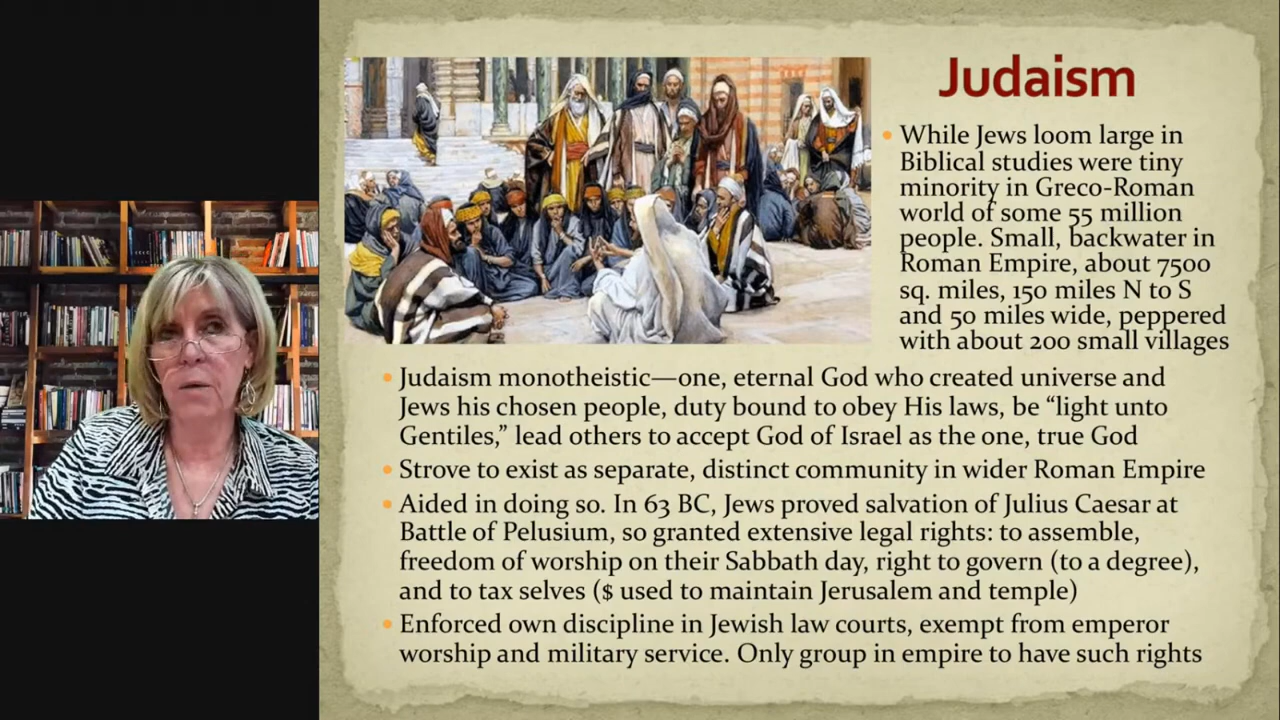 Judaism
While Jews loom large in
Biblical studies were tiny
minority in Greco-Roman
world of some 55 million
people. Small, backwater in
Roman Empire, about 7500
sq. miles, 150 miles N to S
and 50 miles wide, peppered
with about 200 small villages
Judaism monotheistic—one, eternal God who created universe and
Jews his chosen people, duty bound to obey His laws, be “light unto
Gentiles,” lead others to accept God of Israel as the one, true God
Strove to exist as separate, distinct community in wider Roman Empire
Aided in doing so. In 63 BC, Jews proved salvation of Julius Caesar at
Battle of Pelusium, so granted extensive legal rights: to assemble,
freedom of worship on their Sabbath day, right to govern (to a degree),
and to tax selves ($ used to maintain Jerusalem and temple)
Enforced own discipline in Jewish law courts, exempt from emperor
worship and military service. Only group in empire to have such rights